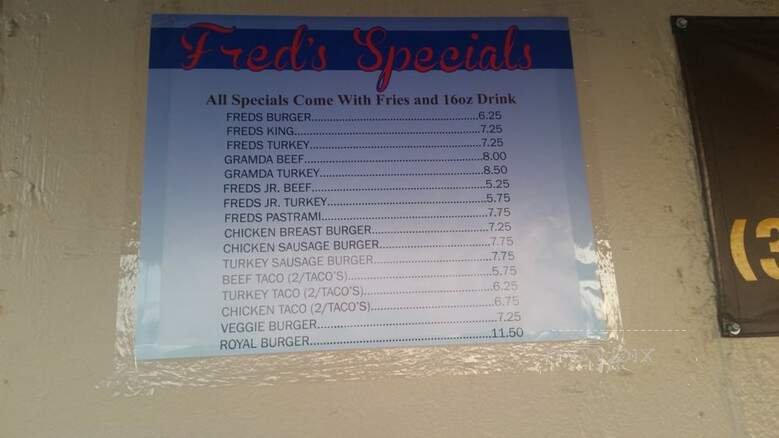 Fred's Specials
All Specials Come With Fries and 16oz Drink
FREDS BURGER..........6.25
FREDS KING..........7.25
FREDS TURKEY..........7.25
GRAMDA BEEF..........8.00
GRAMDA TURKEY..........8.50
FREDS JR. BEEF..........5.25
FREDS JR. TURKEY..........5.75
FREDS PASTRAMI..........7.75
CHICKEN BREAST BURGER..........7.25
CHICKEN SAUSAGE BURGER..........7.75
TURKEY SAUSAGE BURGER..........7.75
BEEF TACO (2/TACO'S)..........5.75
TURKEY TACO (2/TACO'S)..........6.25
CHICKEN TACO (2/TACO'S)..........6.75
VEGGIE BURGER..........7.25
ROYAL BURGER..........11.50
(3